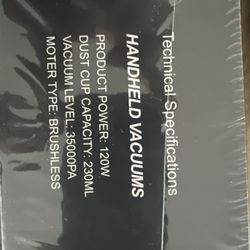 Technical Specifications
HANDHELD VACUUMS
PRODUCT POWER: 120W
DUST CUP CAPACITY: 230ML
VACUUM LEVEL: 35000PA
MOTER TYPE: BRUSHLESS